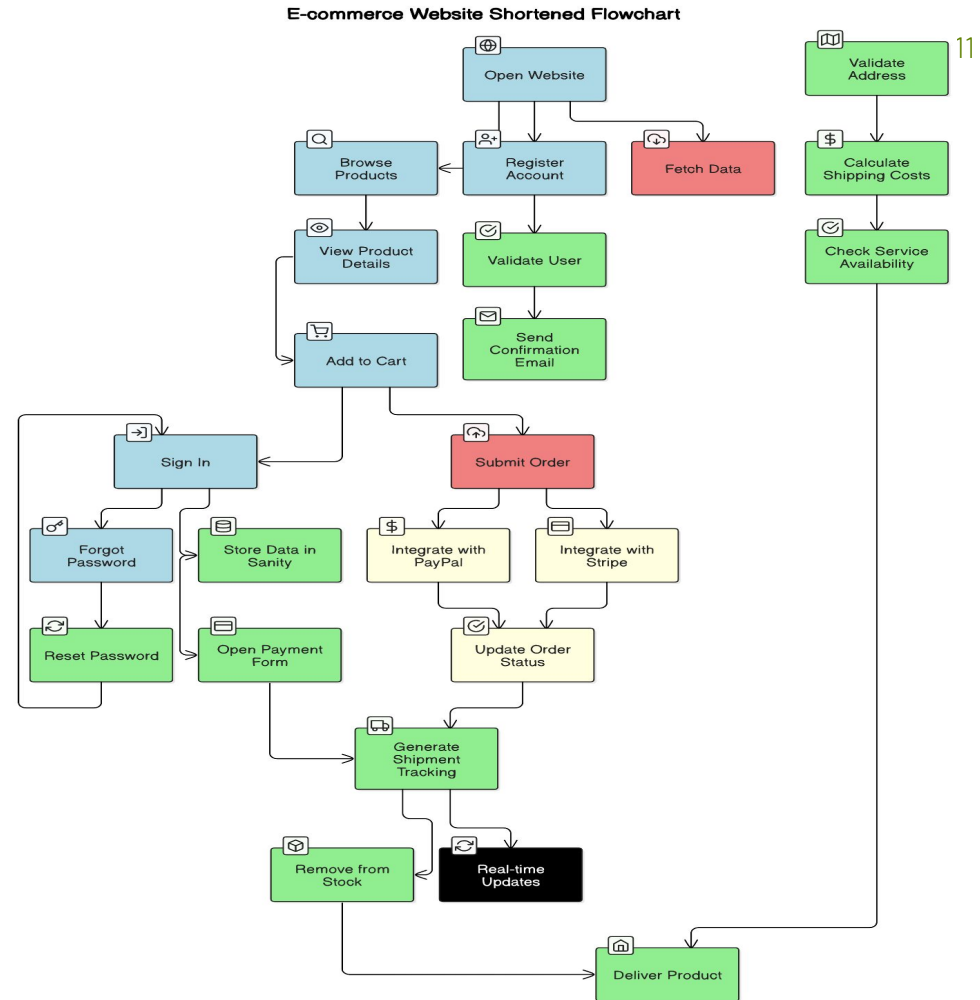 E-commerce Website Shortened Flowchart
11
Open Website
Validate
Address
Browse
Products
Register
Account
Fetch Data
Calculate
Shipping Costs
View Product
Details
Validate User
Check Service
Availability
Add to Cart
Send
Confirmation
Email
Sign In
Submit Order
Forgot
Password
Store Data in
Sanity
Integrate with
PayPal
Integrate with
Stripe
Reset Password
Open Payment
Form
Update Order
Status
Generate
Shipment
Tracking
Remove from
Stock
Real-time
Updates
Deliver Product